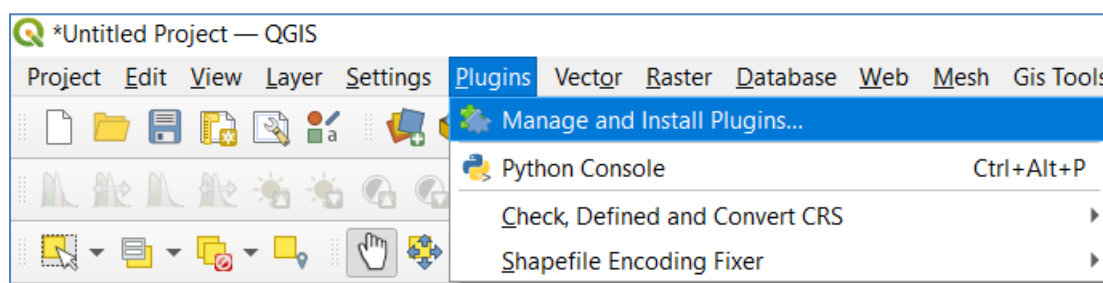 *Untitled Project — QGIS
Project Edit View Layer Settings Plugins Vector Raster Database Web Mesh Gis Tools
a
Manage and Install Plugins...
Python Console Ctrl+Alt+P
Check, Defined and Convert CRS
Shapefile Encoding Fixer